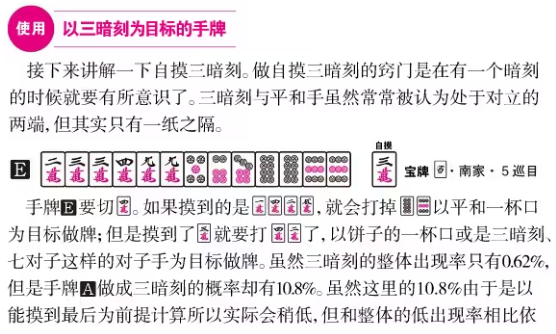 使用 以三暗刻为目标的手牌
接下来讲解一下自摸三暗刻。做自摸三暗刻的窍门是在有一个暗刻
的时候就要有所意识了。三暗刻与平和手虽然常常被认为处于对立的
两端,但其实只有一纸之隔。
自摸
E 二萬 三萬 三萬 四萬 九萬 九萬 三萬 宝牌 ・南家・5巡目
手牌E要切四萬。如果摸到的是,就会打掉以平和一杯口
为目标做牌;但是摸到了三萬就要打四萬二萬了,以饼子的一杯口或是三暗刻、
七对子这样的对子手为目标做牌。虽然三暗刻的整体出现率只有0.62%,
但是手牌A做成三暗刻的概率却有10.8%。虽然这里的10.8%由于是以
能摸到最后为前提计算所以实际会稍低,但和整体的低出现率相比依